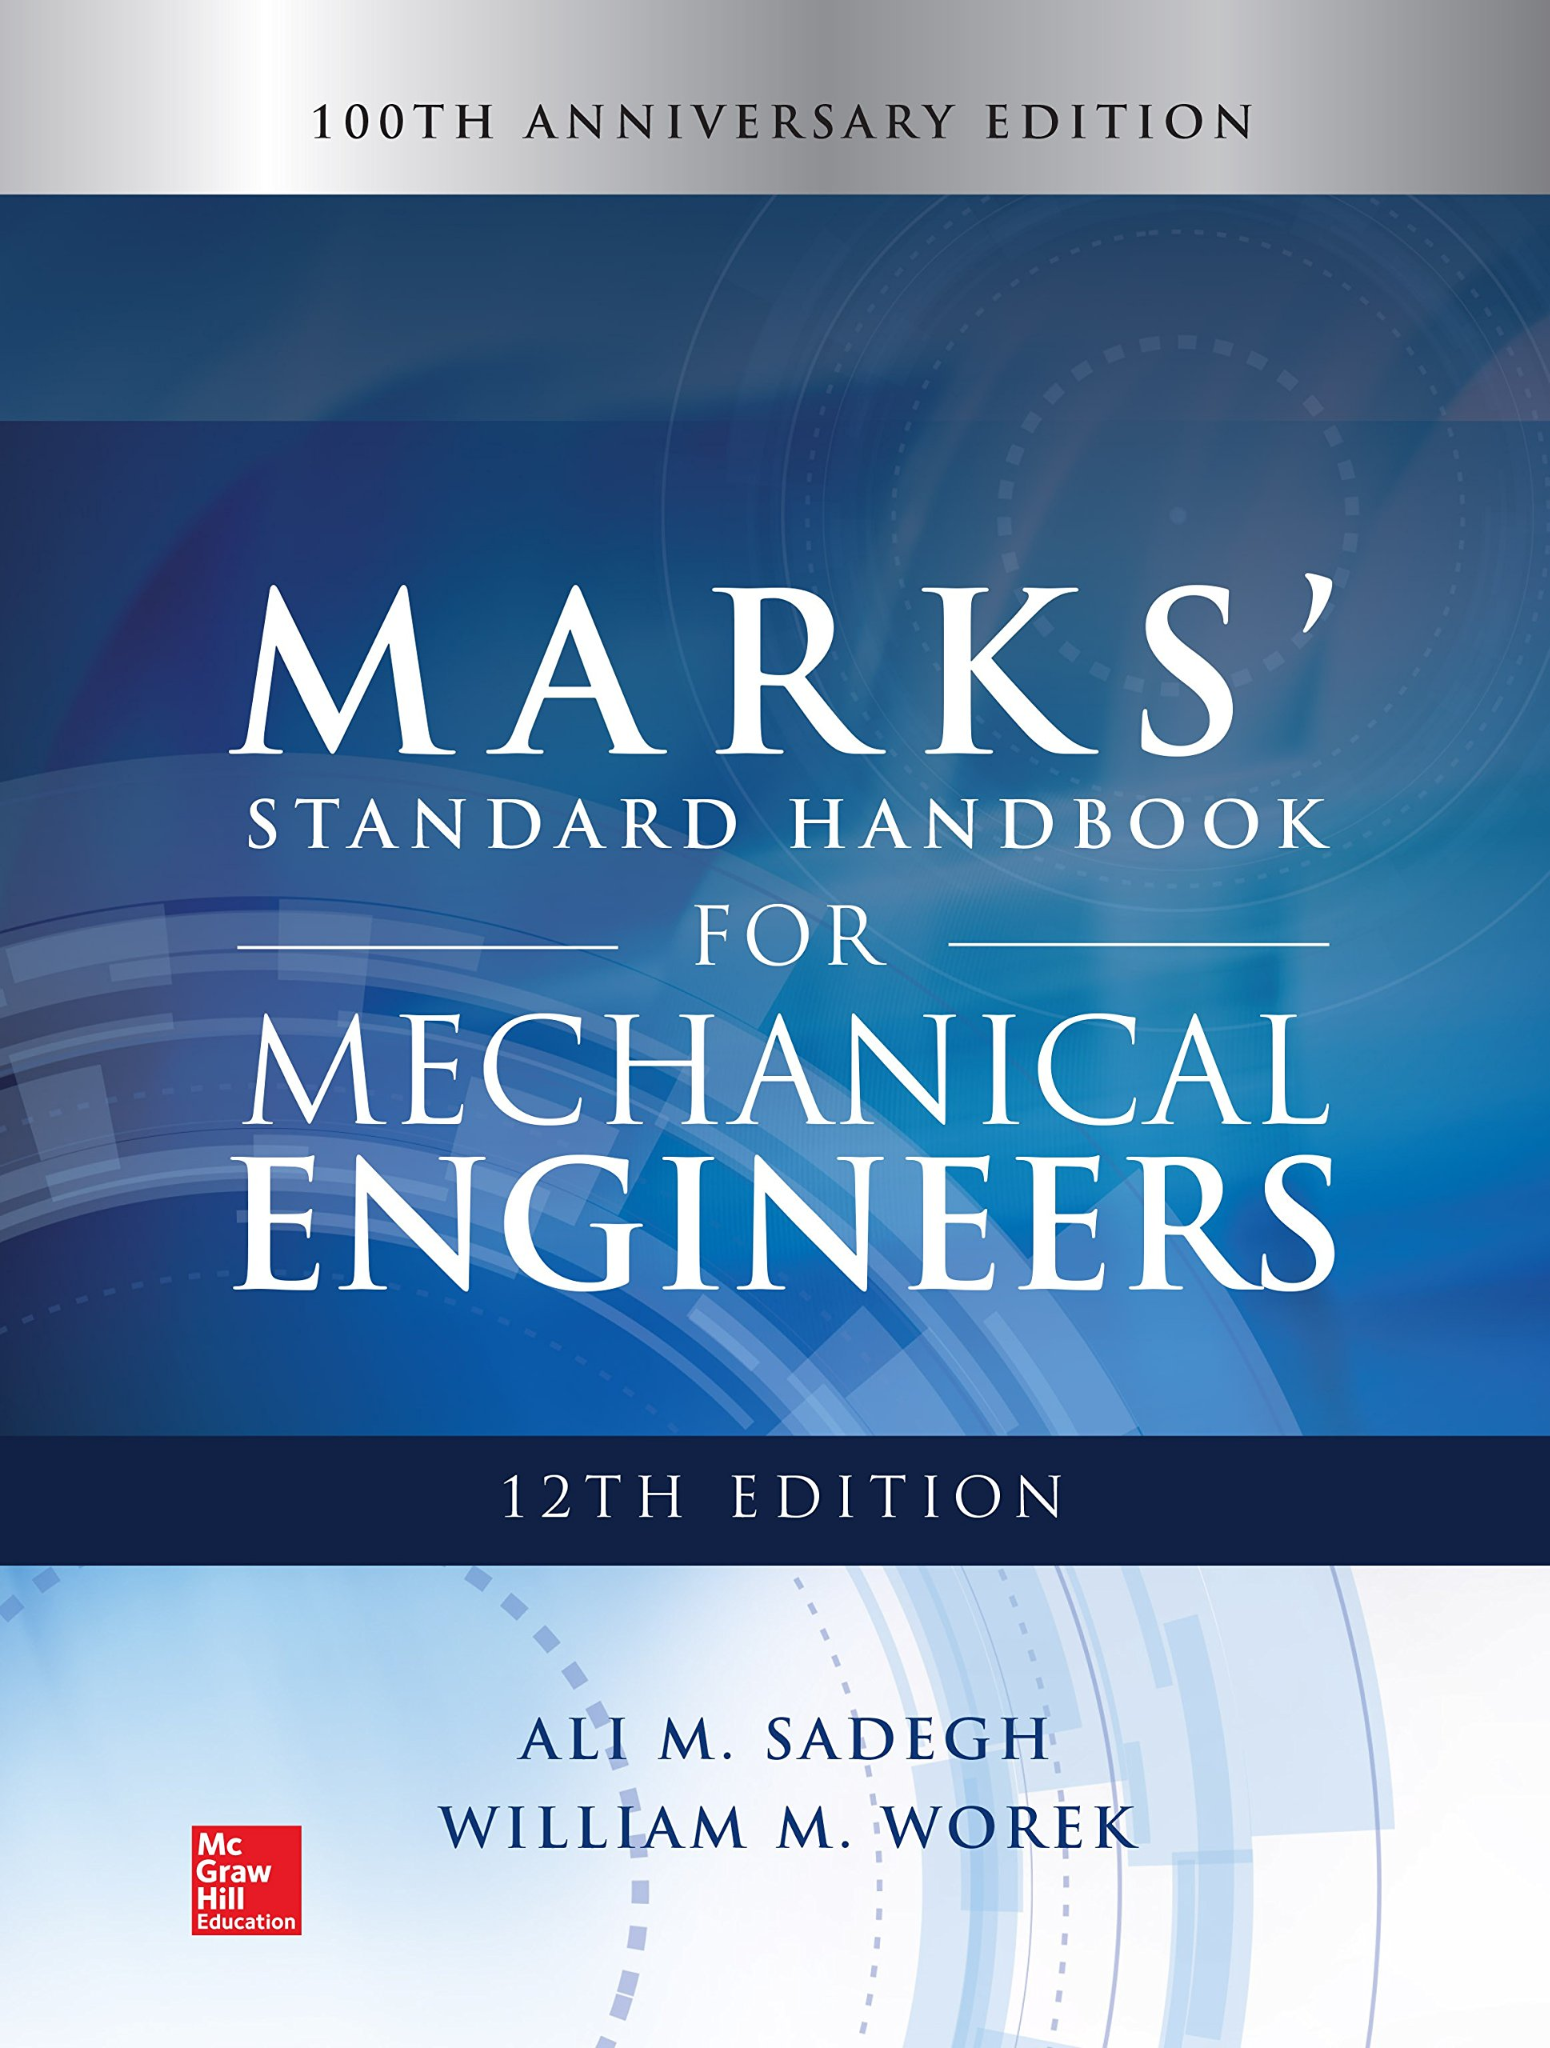 100TH ANNIVERSARY EDITION
MARKS’
STANDARD HANDBOOK
FOR
MECHANICAL
ENGINEERS
12TH EDITION
ALI M. SADEGH
WILLIAM M. WOREK
Mc
Graw
Hill
Education